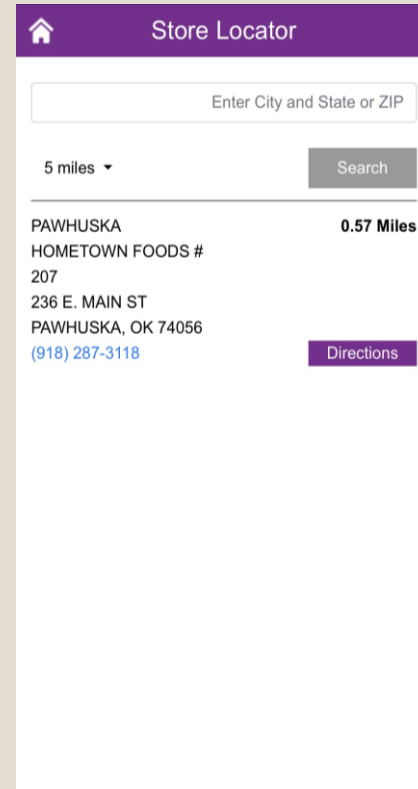 Store Locator
Enter City and State or ZIP
5 miles
Search
PAWHUSKA
0.57 Miles
HOMETOWN FOODS #
207
236 E. MAIN ST
PAWHUSKA, OK 74056
(918) 287-3118
Directions